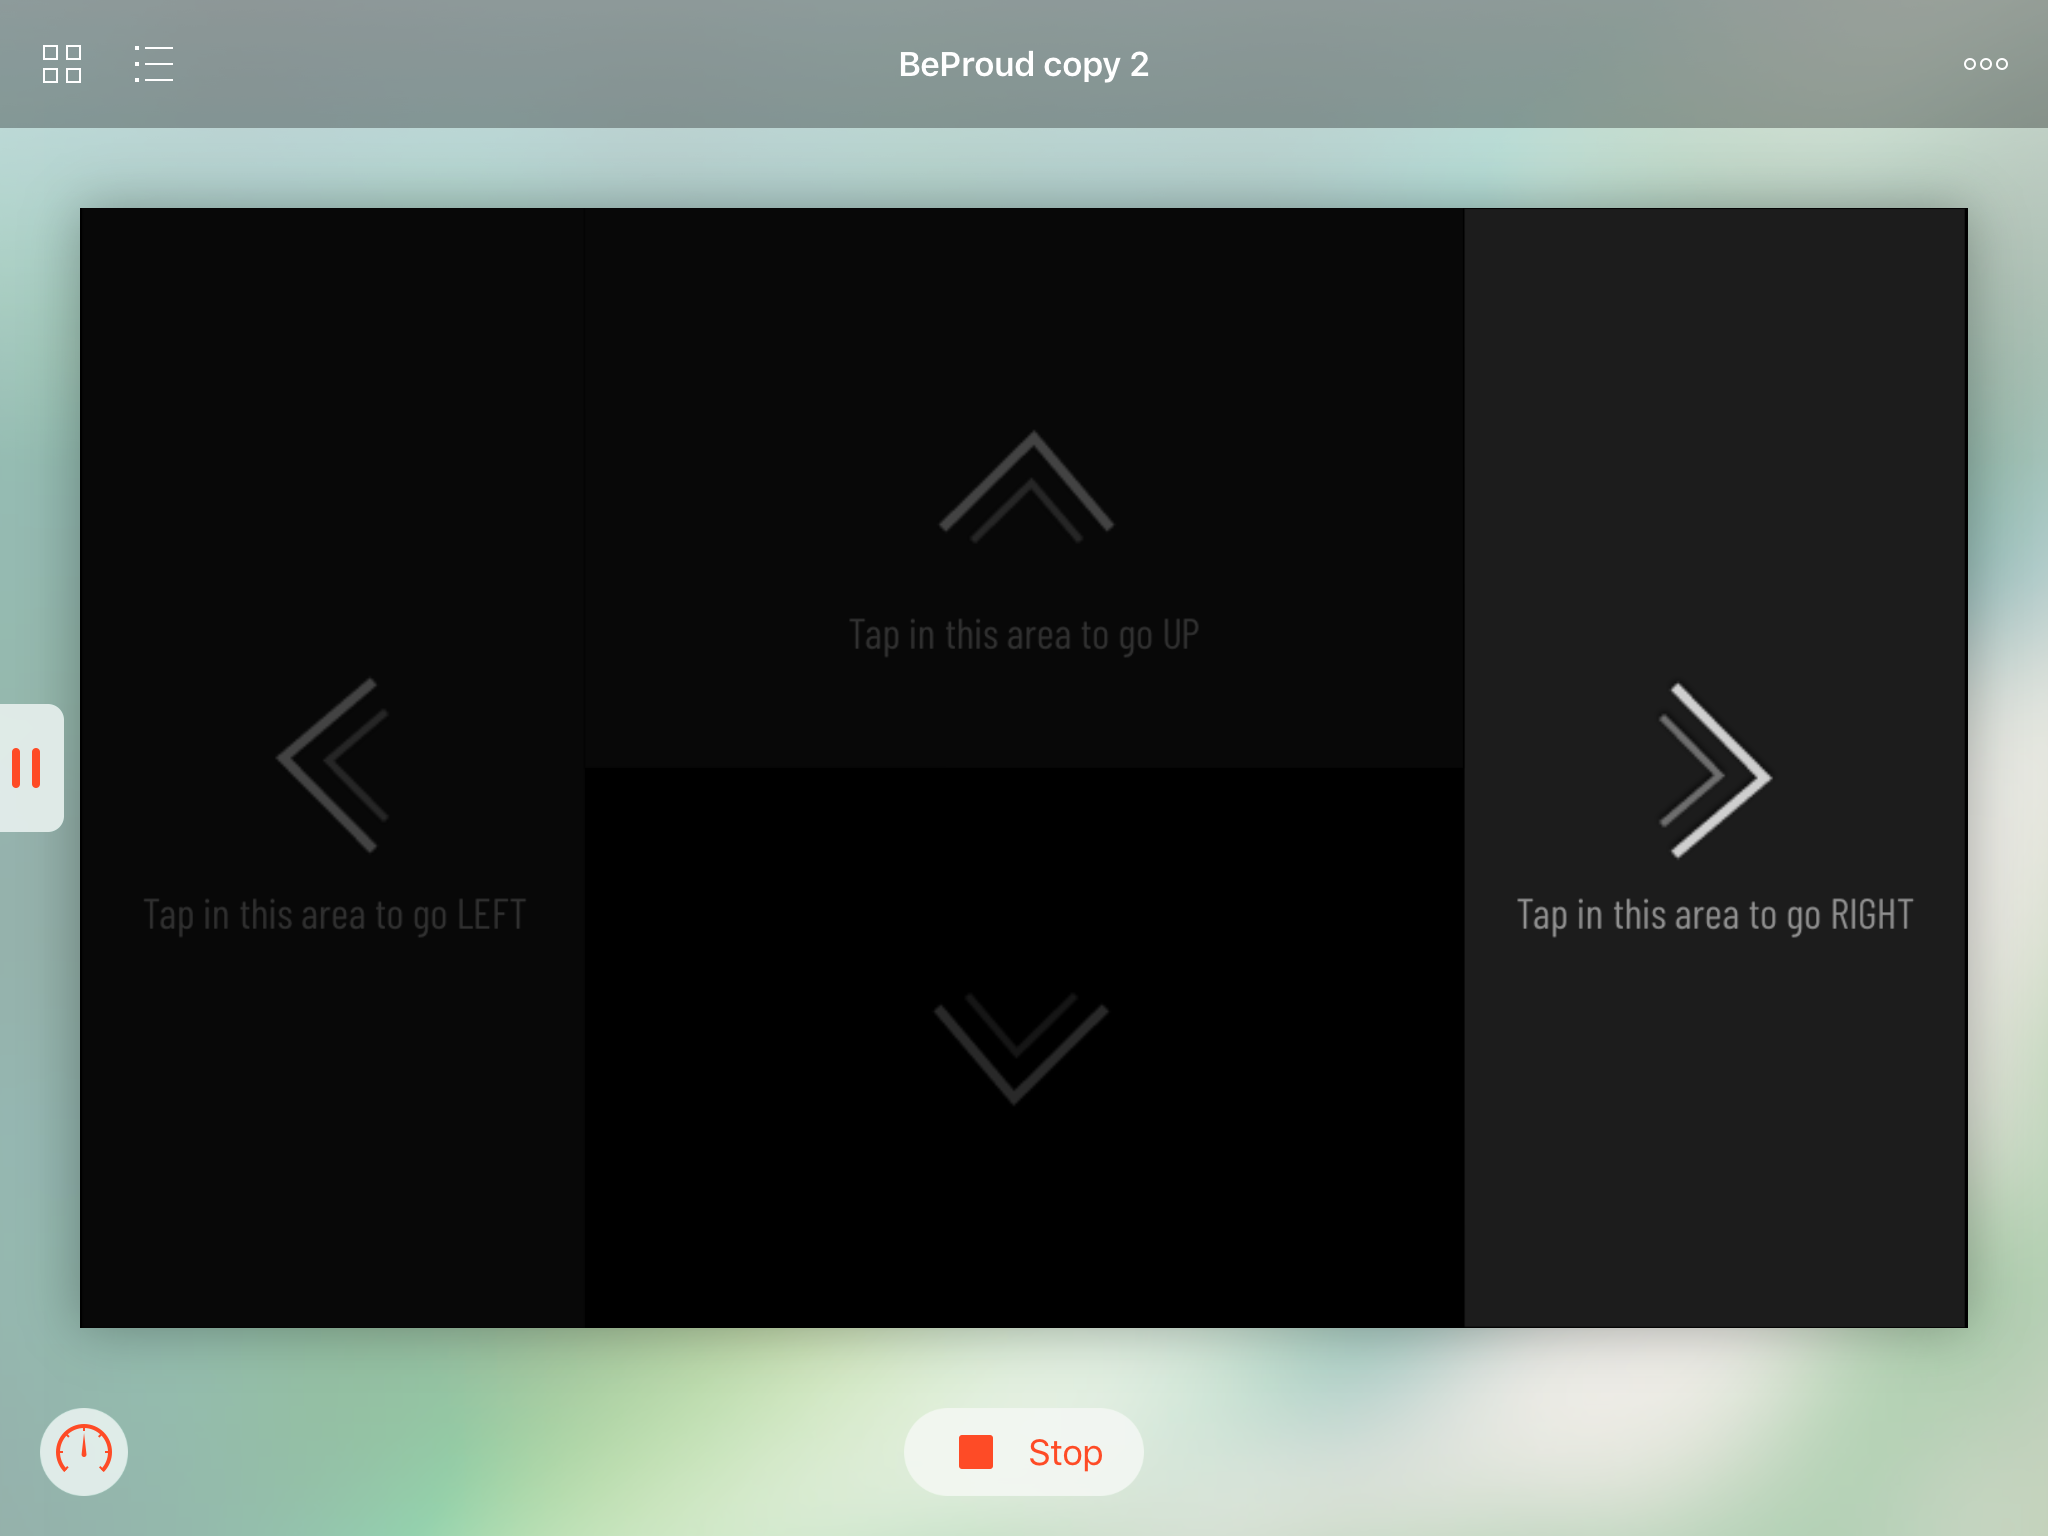 BeProud copy 2
Tap in this area to go UP
Tap in this area to go LEFT
Tap in this area to go RIGHT
Stop